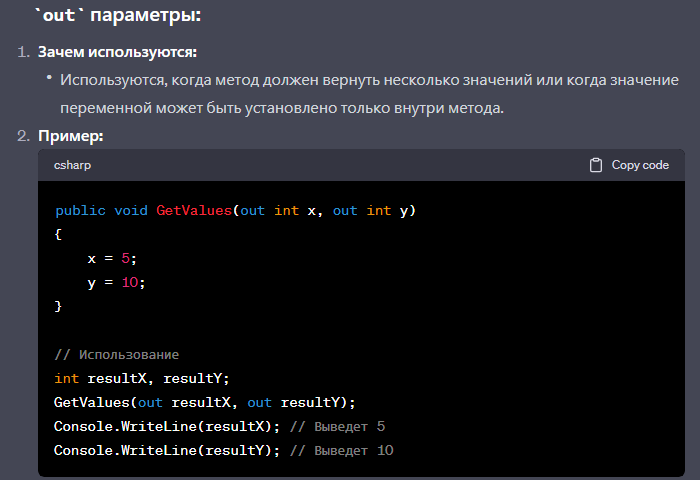 `out` параметры:
1. Зачем используются:
• Используются, когда метод должен вернуть несколько значений или когда значение
переменной может быть установлено только внутри метода.
2. Пример:
csharp Copy code
public void GetValues(out int x, out int y)
{
    x = 5;
    y = 10;
}
// Использование
int resultX, resultY;
GetValues(out resultX, out resultY);
Console.WriteLine(resultX); // Выведет 5
Console.WriteLine(resultY); // Выведет 10